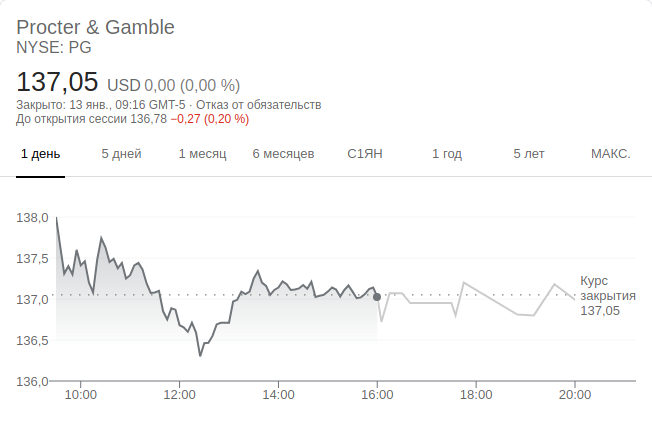 Procter & Gamble
NYSE: PG
137,05 USD 0,00 (0,00 %)
Закрыто: 13 янв., 09:16 GMT-5 · Отказ от обязательств
До открытия сессии 136,78 −0,27 (0,20 %)
1 день 5 дней 1 месяц 6 месяцев С1ЯН 1 год 5 лет МАКС.
138,0
137,5
137,0
136,5
136,0
Курс
закрытия
137,05
10:00 12:00 14:00 16:00 18:00 20:00